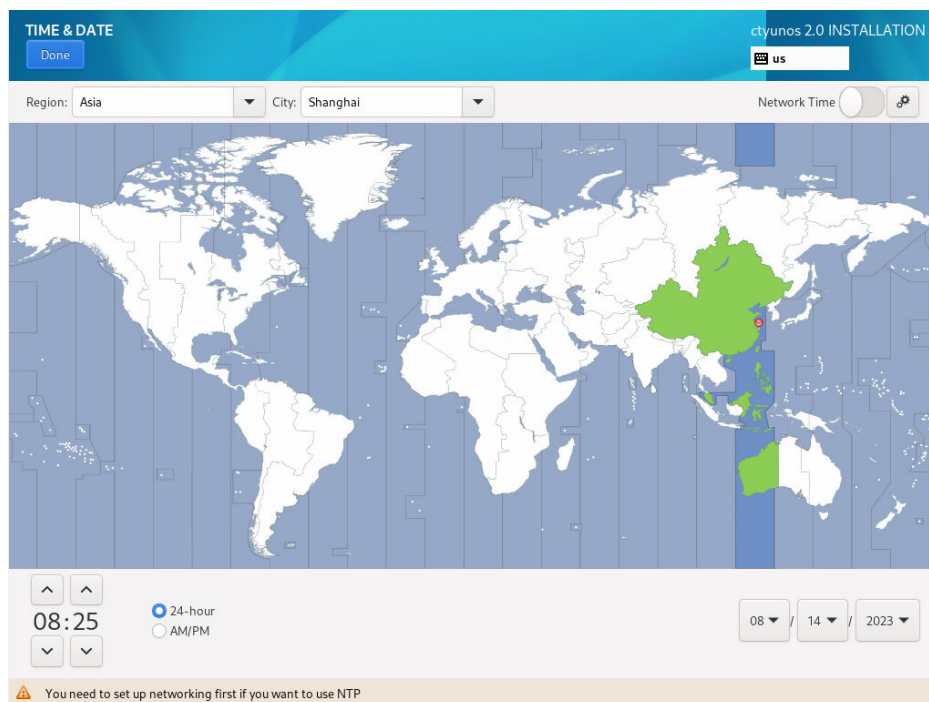 TIME & DATE
ctyunos 2.0 INSTALLATION
Done
us
Region: Asia City: Shanghai Network Time
08:25
24-hour
AM/PM
08 / 14 / 2023
You need to set up networking first if you want to use NTP